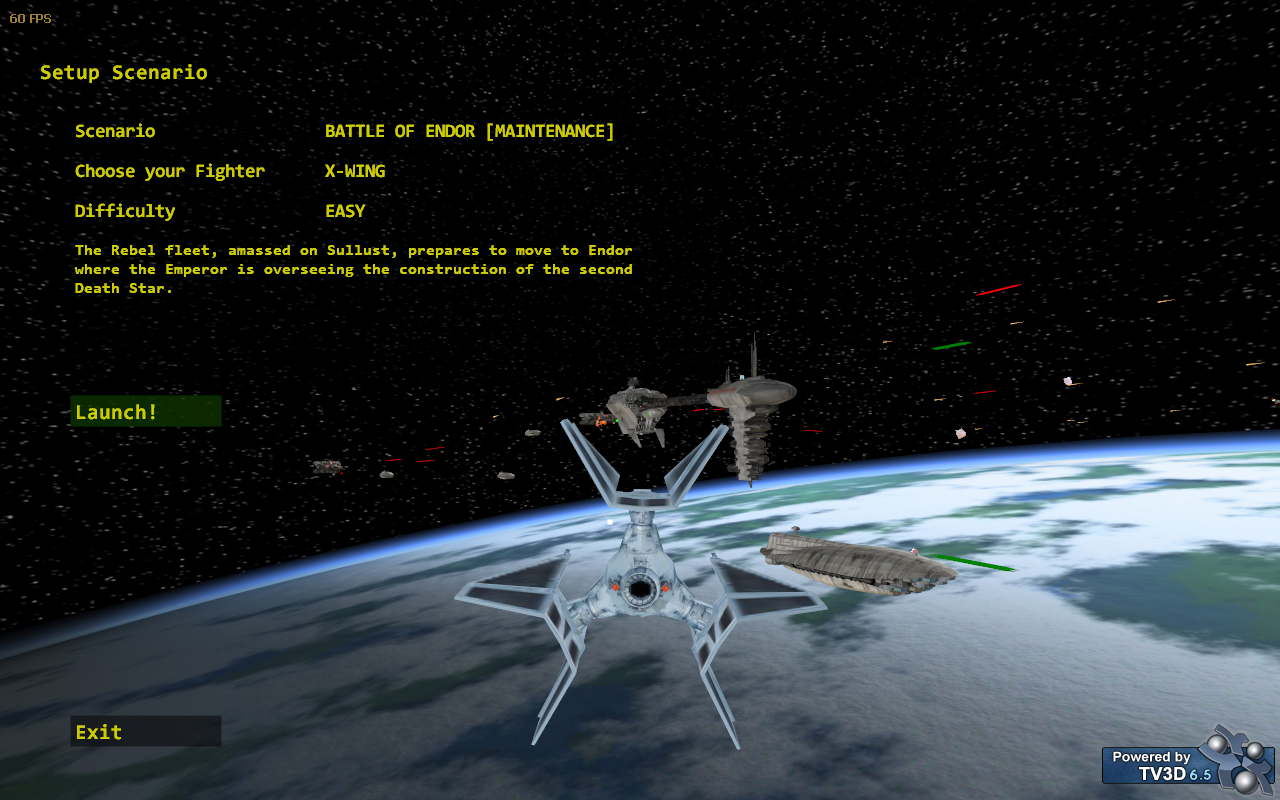 60 FPS
Setup Scenario
Scenario BATTLE OF ENDOR [MAINTENANCE]
Choose your Fighter X-WING
Difficulty EASY
The Rebel fleet, amassed on Sullust, prepares to move to Endor
where the Emperor is overseeing the construction of the second
Death Star.
Launch!
Exit
Powered by
TV3D 6.5